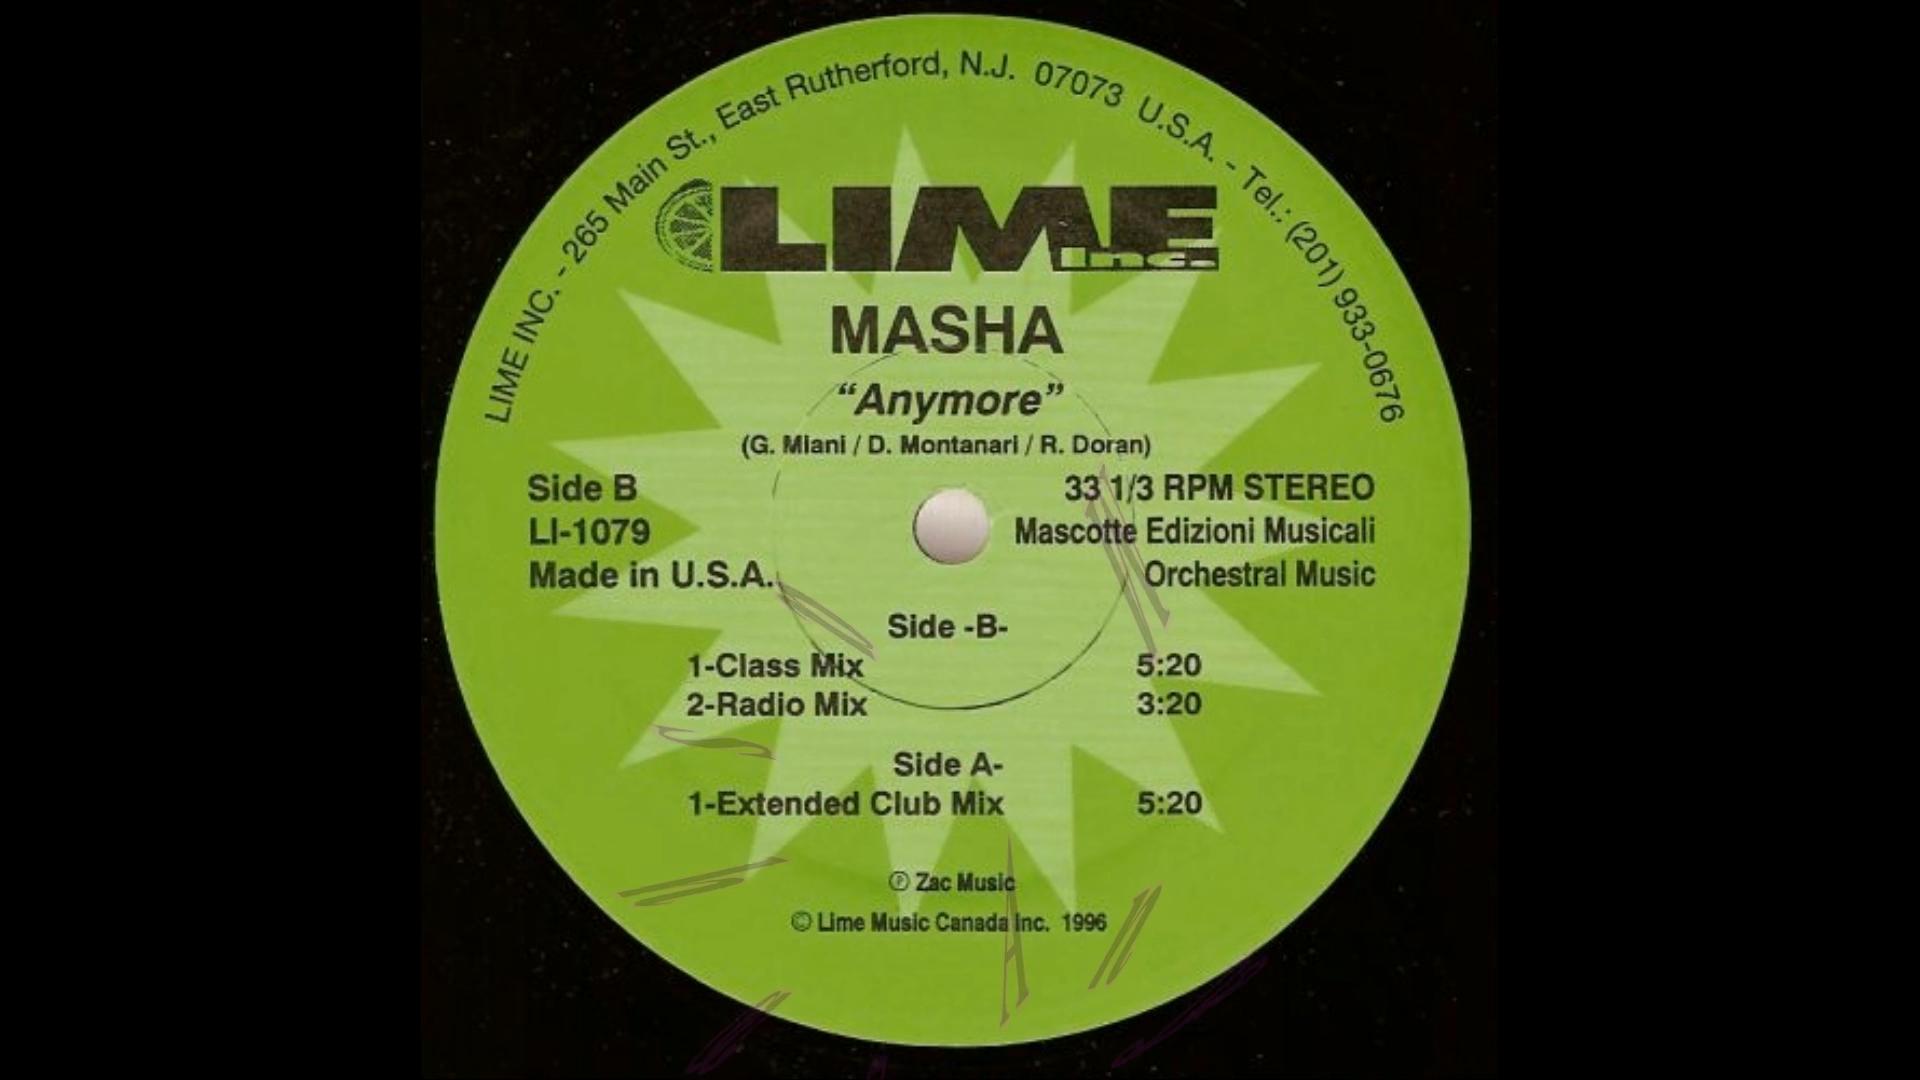 LIME INC. - 265 Main St., East Rutherford, N.J. 07073 U.S.A. - Tel.: (201) 933-0676
LIME Inc.
MASHA
“Anymore”
(G. Miani / D. Montanari / R. Doran)
Side B
LI-1079
Made in U.S.A.
33 1/3 RPM STEREO
Mascotte Edizioni Musicali
Orchestral Music
Side -B-
1-Class Mix 5:20
2-Radio Mix 3:20
Side A-
1-Extended Club Mix 5:20
Ⓟ Zac Music
© Lime Music Canada Inc. 1996